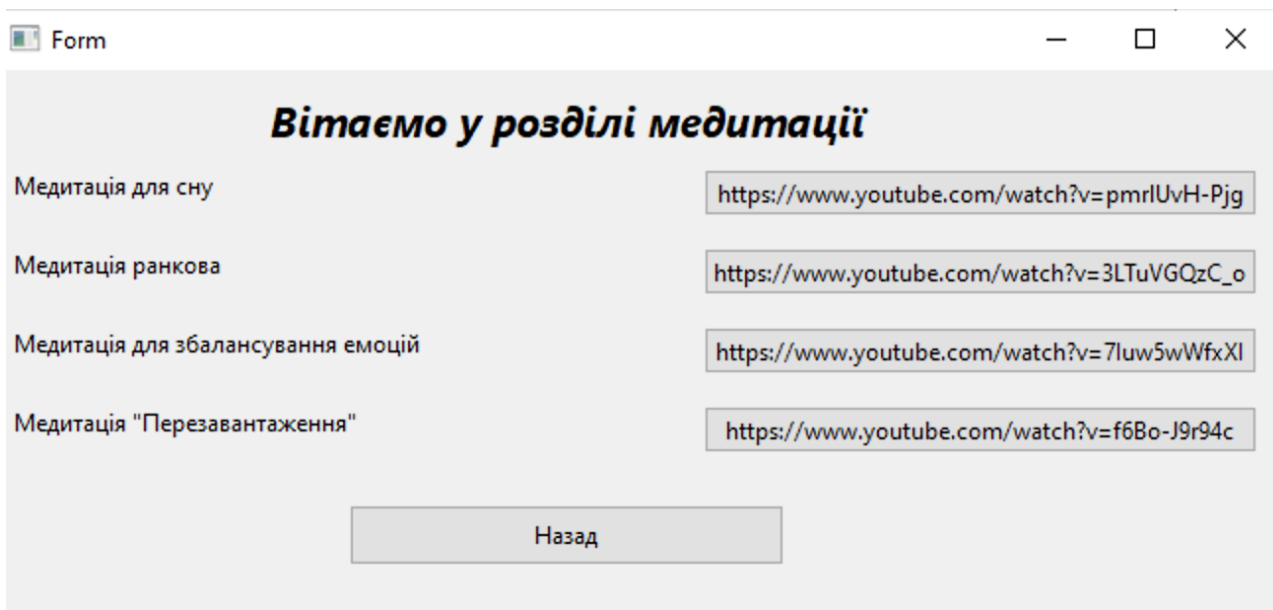 Form
Вітаємо у розділі медитації
Медитація для сну
https://www.youtube.com/watch?v=pmrlUvH-Pjg
Медитація ранкова
https://www.youtube.com/watch?v=3LTuVGQzC_o
Медитація для збалансування емоцій
https://www.youtube.com/watch?v=7luw5wWfxXI
Медитація "Перезавантаження"
https://www.youtube.com/watch?v=f6Bo-J9r94c
Назад